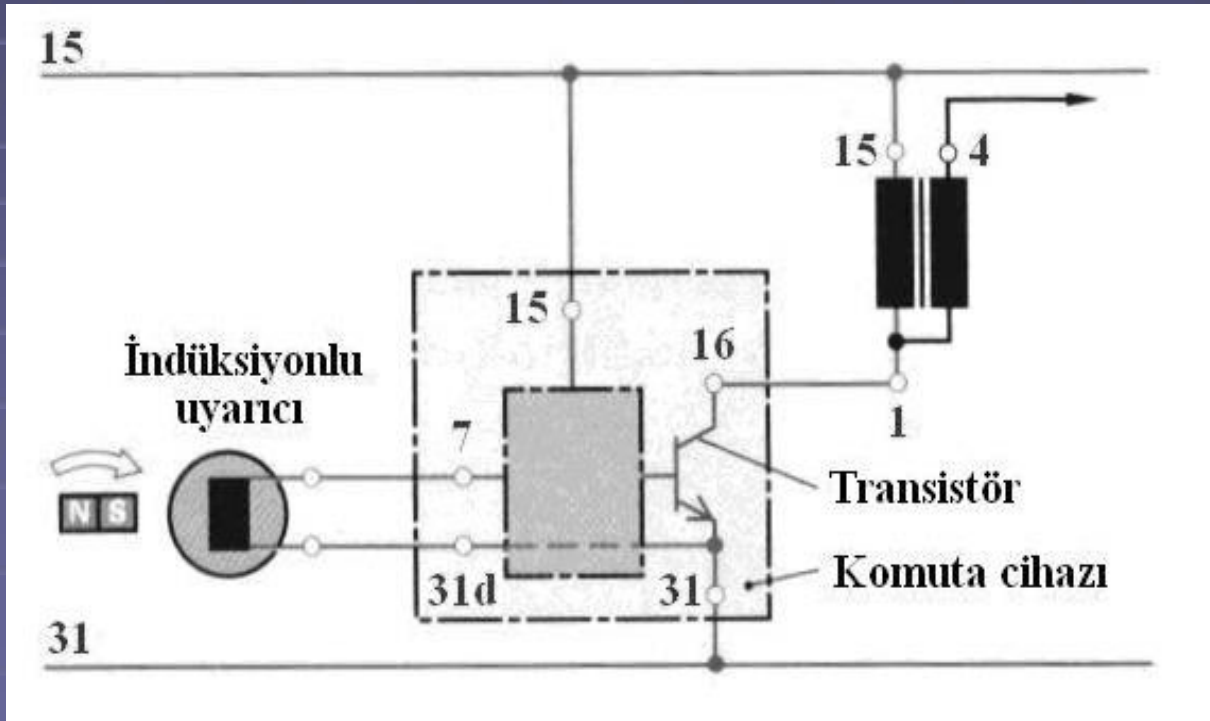 15
15 4
15
16
İndüksiyonlu
uyarıcı
7
1
N S
Transistör
31d
31
Komuta cihazı
31